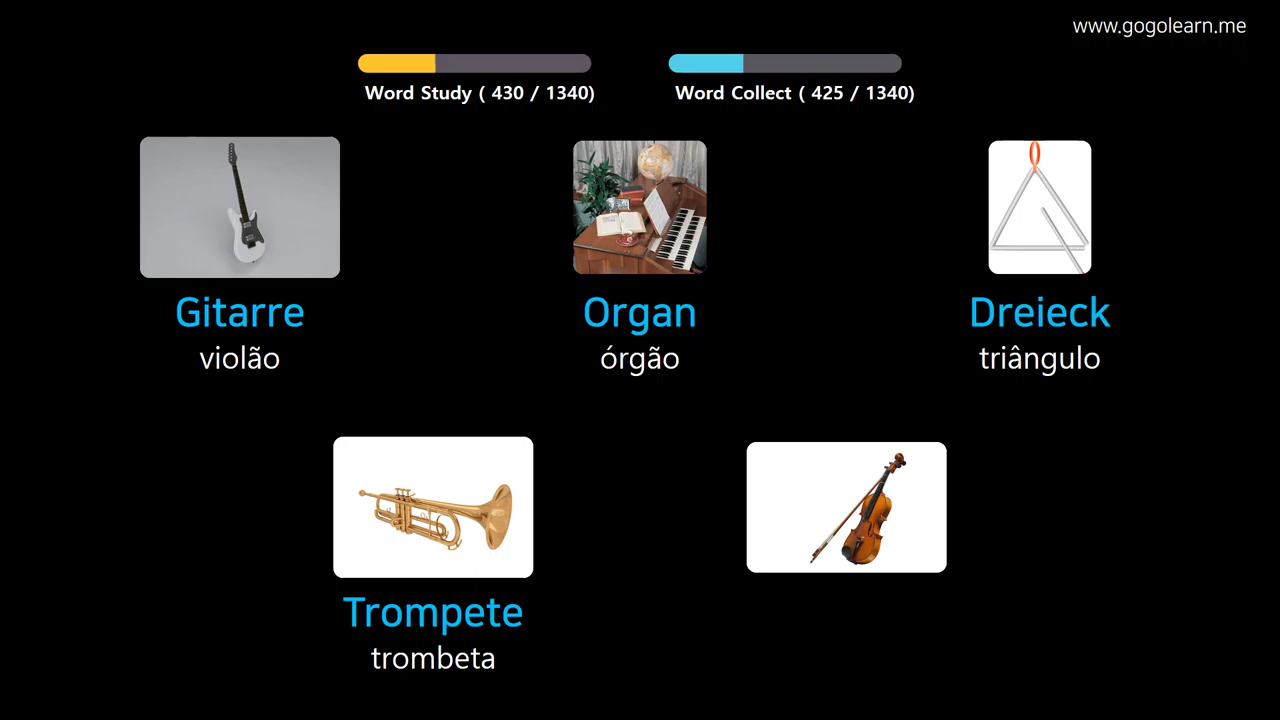 www.gogolearn.me
Word Study ( 430 / 1340)
Word Collect ( 425 / 1340)
Gitarre
violão
Organ
órgão
Dreieck
triângulo
Trompete
trombeta